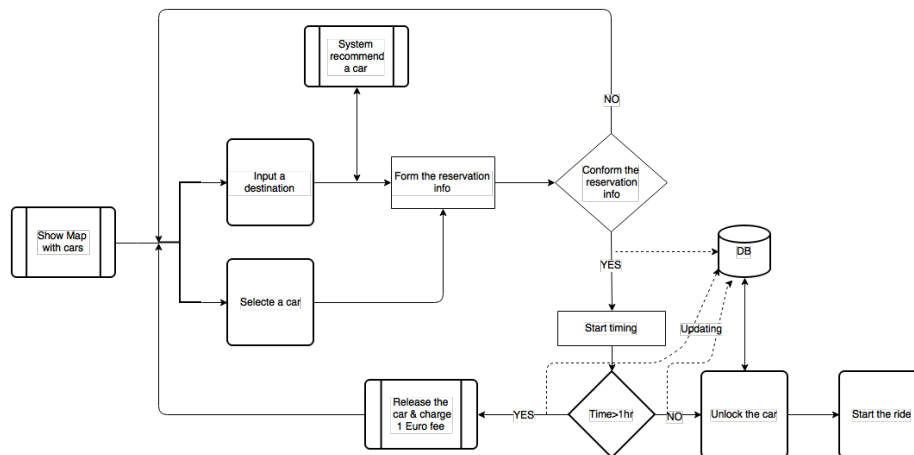 System
recommend
a car
NO
Input a
destination
Form the reservation
info
Conform the
reservation
info
Show Map
with cars
DB
YES
Selecte a car
Start timing
Updating
Release the
car & charge
1 Euro fee
YES
Time>1hr
NO
Unlock the car
Start the ride